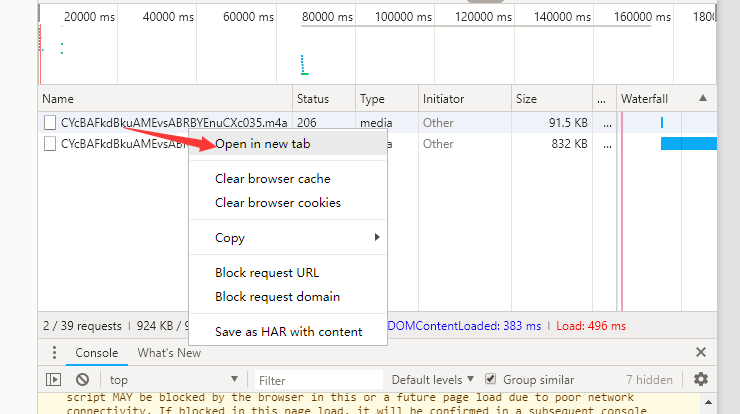 20000 ms 40000 ms 60000 ms 80000 ms 100000 ms 120000 ms 140000 ms 160000 ms 1800
Name Status Type Initiator Size ... Waterfall
CYcBAFkdBkuAMEvsABRBYEnuCXc035.m4a 206 media Other 91.5 KB ...
CYcBAFkdBkuAMEvsAB Other 832 KB ...
Open in new tab
Clear browser cache
Clear browser cookies
Copy
Block request URL
Block request domain
Save as HAR with content
2 / 39 requests 924 KB / DOMContentLoaded: 383 ms Load: 496 ms
Console What's New
top Filter Default levels Group similar 7 hidden
script MAY be blocked by the browser in this or a future page load due to poor network
connectivity. If blocked in this page load, it will be confirmed in a subsequent console